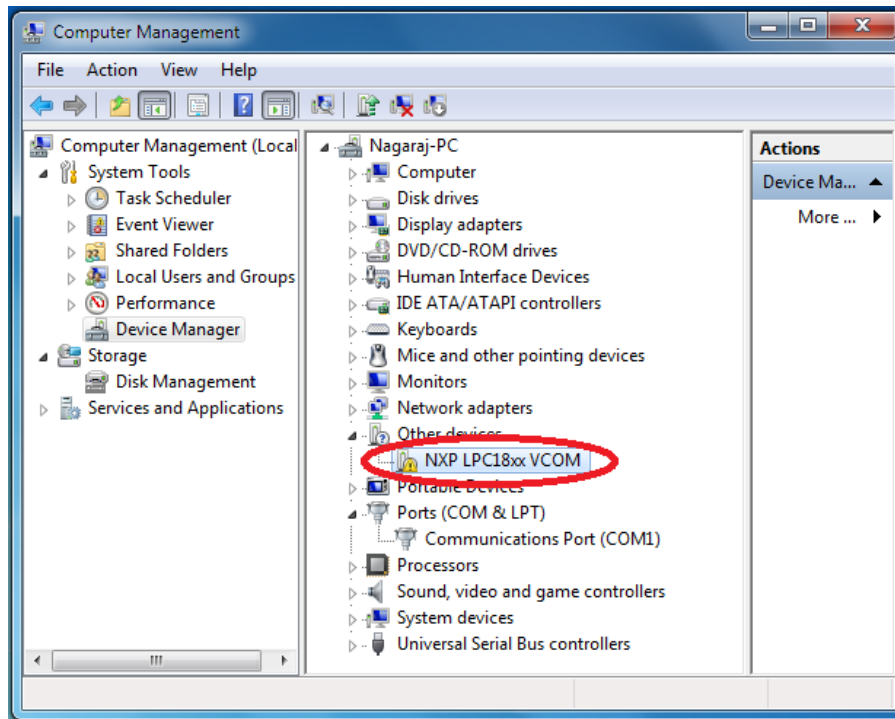 Computer Management
File Action View Help
Computer Management (Local
System Tools
Task Scheduler
Event Viewer
Shared Folders
Local Users and Groups
Performance
Device Manager
Storage
Disk Management
Services and Applications
Nagaraj-PC
Computer
Disk drives
Display adapters
DVD/CD-ROM drives
Human Interface Devices
IDE ATA/ATAPI controllers
Keyboards
Mice and other pointing devices
Monitors
Network adapters
Other devices
NXP LPC18xx VCOM
Portable Devices
Ports (COM & LPT)
Communications Port (COM1)
Processors
Sound, video and game controllers
System devices
Universal Serial Bus controllers
Actions
Device Ma...
More ...